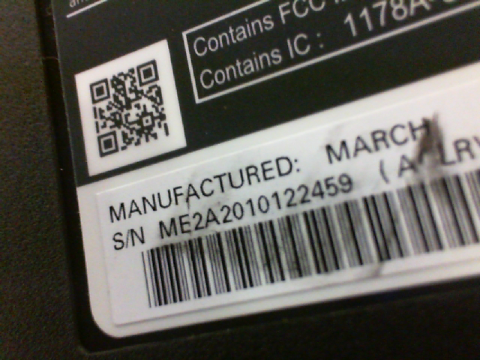 Contains FCC
Contains IC : 1178A-
MANUFACTURED: MARCH
S/N ME2A2010122459